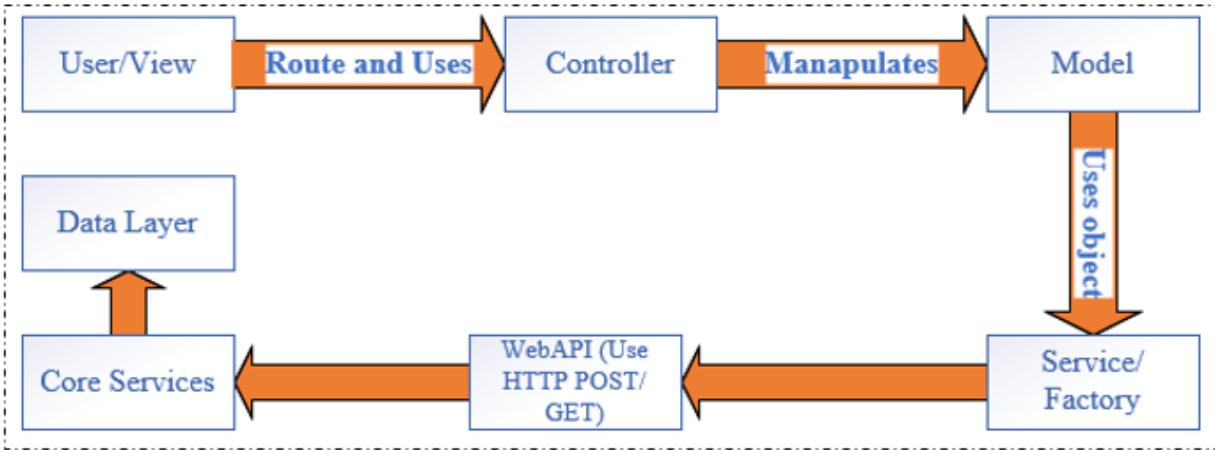 User/View
Route and Uses
Controller
Manapulates
Model
Uses object
Data Layer
Core Services
WebAPI (Use
HTTP POST/
GET)
Service/
Factory